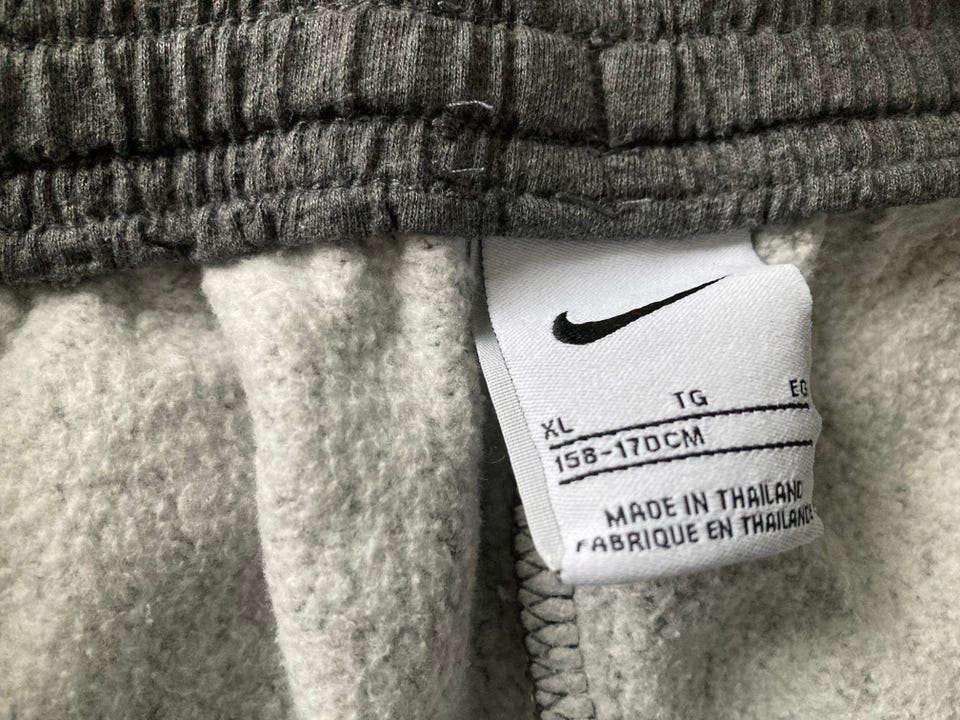 XL TG EG
158-170CM
MADE IN THAILAND
FABRIQUE EN THAILANDE